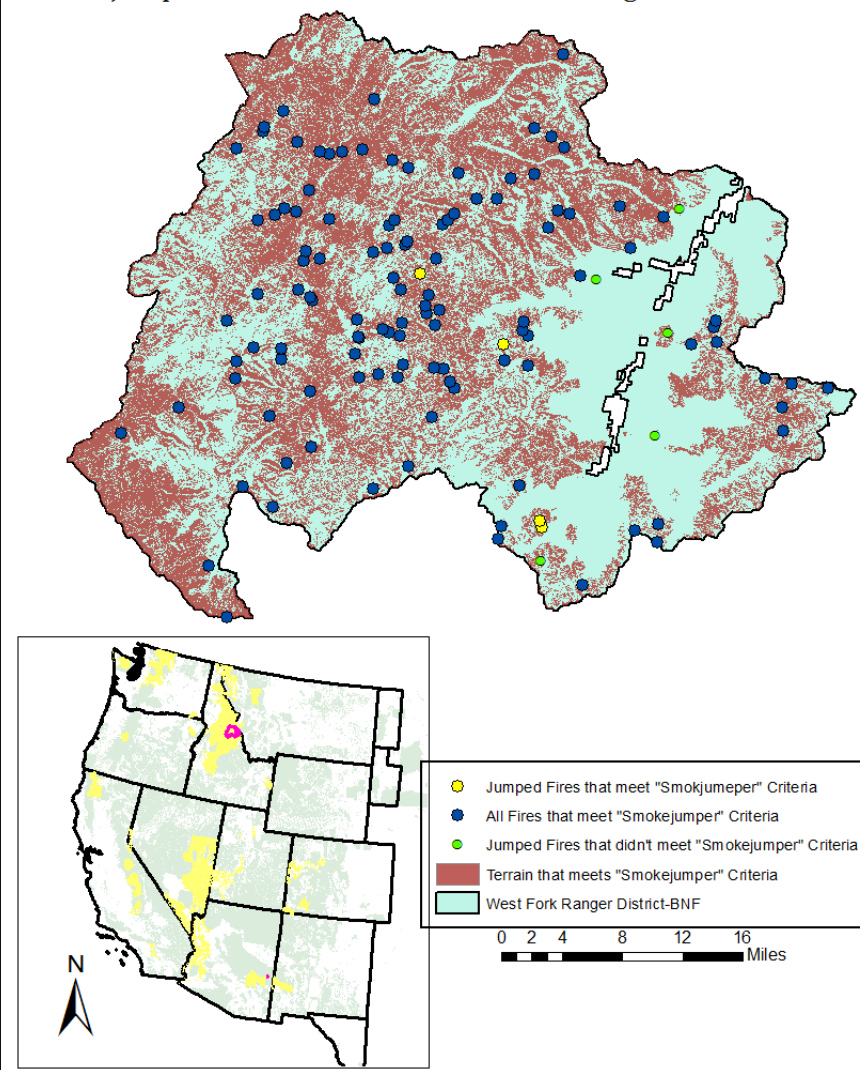 Jumped Fires that meet "Smokjumeper" Criteria
All Fires that meet "Smokejumper" Criteria
Jumped Fires that didn't meet "Smokejumper" Criteria
Terrain that meets "Smokejumper" Criteria
West Fork Ranger District-BNF
0 2 4 8 12 16
Miles
N